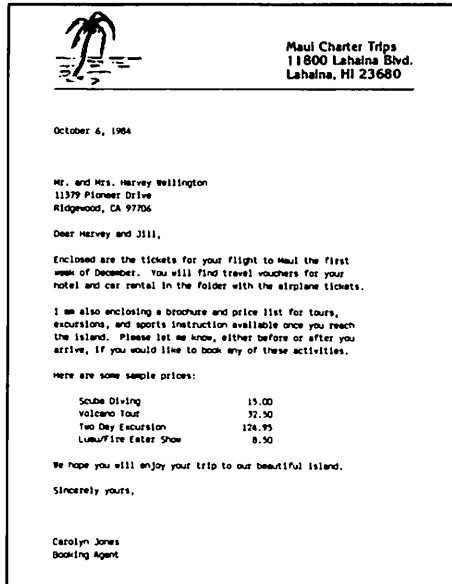 Maui Charter Trips
11800 Lahaina Blvd.
Lahaina, HI 23680
October 6, 1984
Mr. and Mrs. Harvey Wellington
11379 Pioneer Drive
Ridgewood, CA 97706
Dear Harvey and Jill,
Enclosed are the tickets for your flight to Maui the first
week of December.  You will find travel vouchers for your
hotel and car rental in the folder with the airplane tickets.
I am also enclosing a brochure and price list for tours,
excursions, and sports instruction available once you reach
the island.  Please let me know, either before or after you
arrive, if you would like to book any of these activities.
Here are some sample prices:
Scuba Diving 15.00
Volcano Tour 32.50
Two Day Excursion 124.95
Luau/Fire Eater Show 8.50
We hope you will enjoy your trip to our beautiful island.
Sincerely yours,
Carolyn Jones
Booking Agent